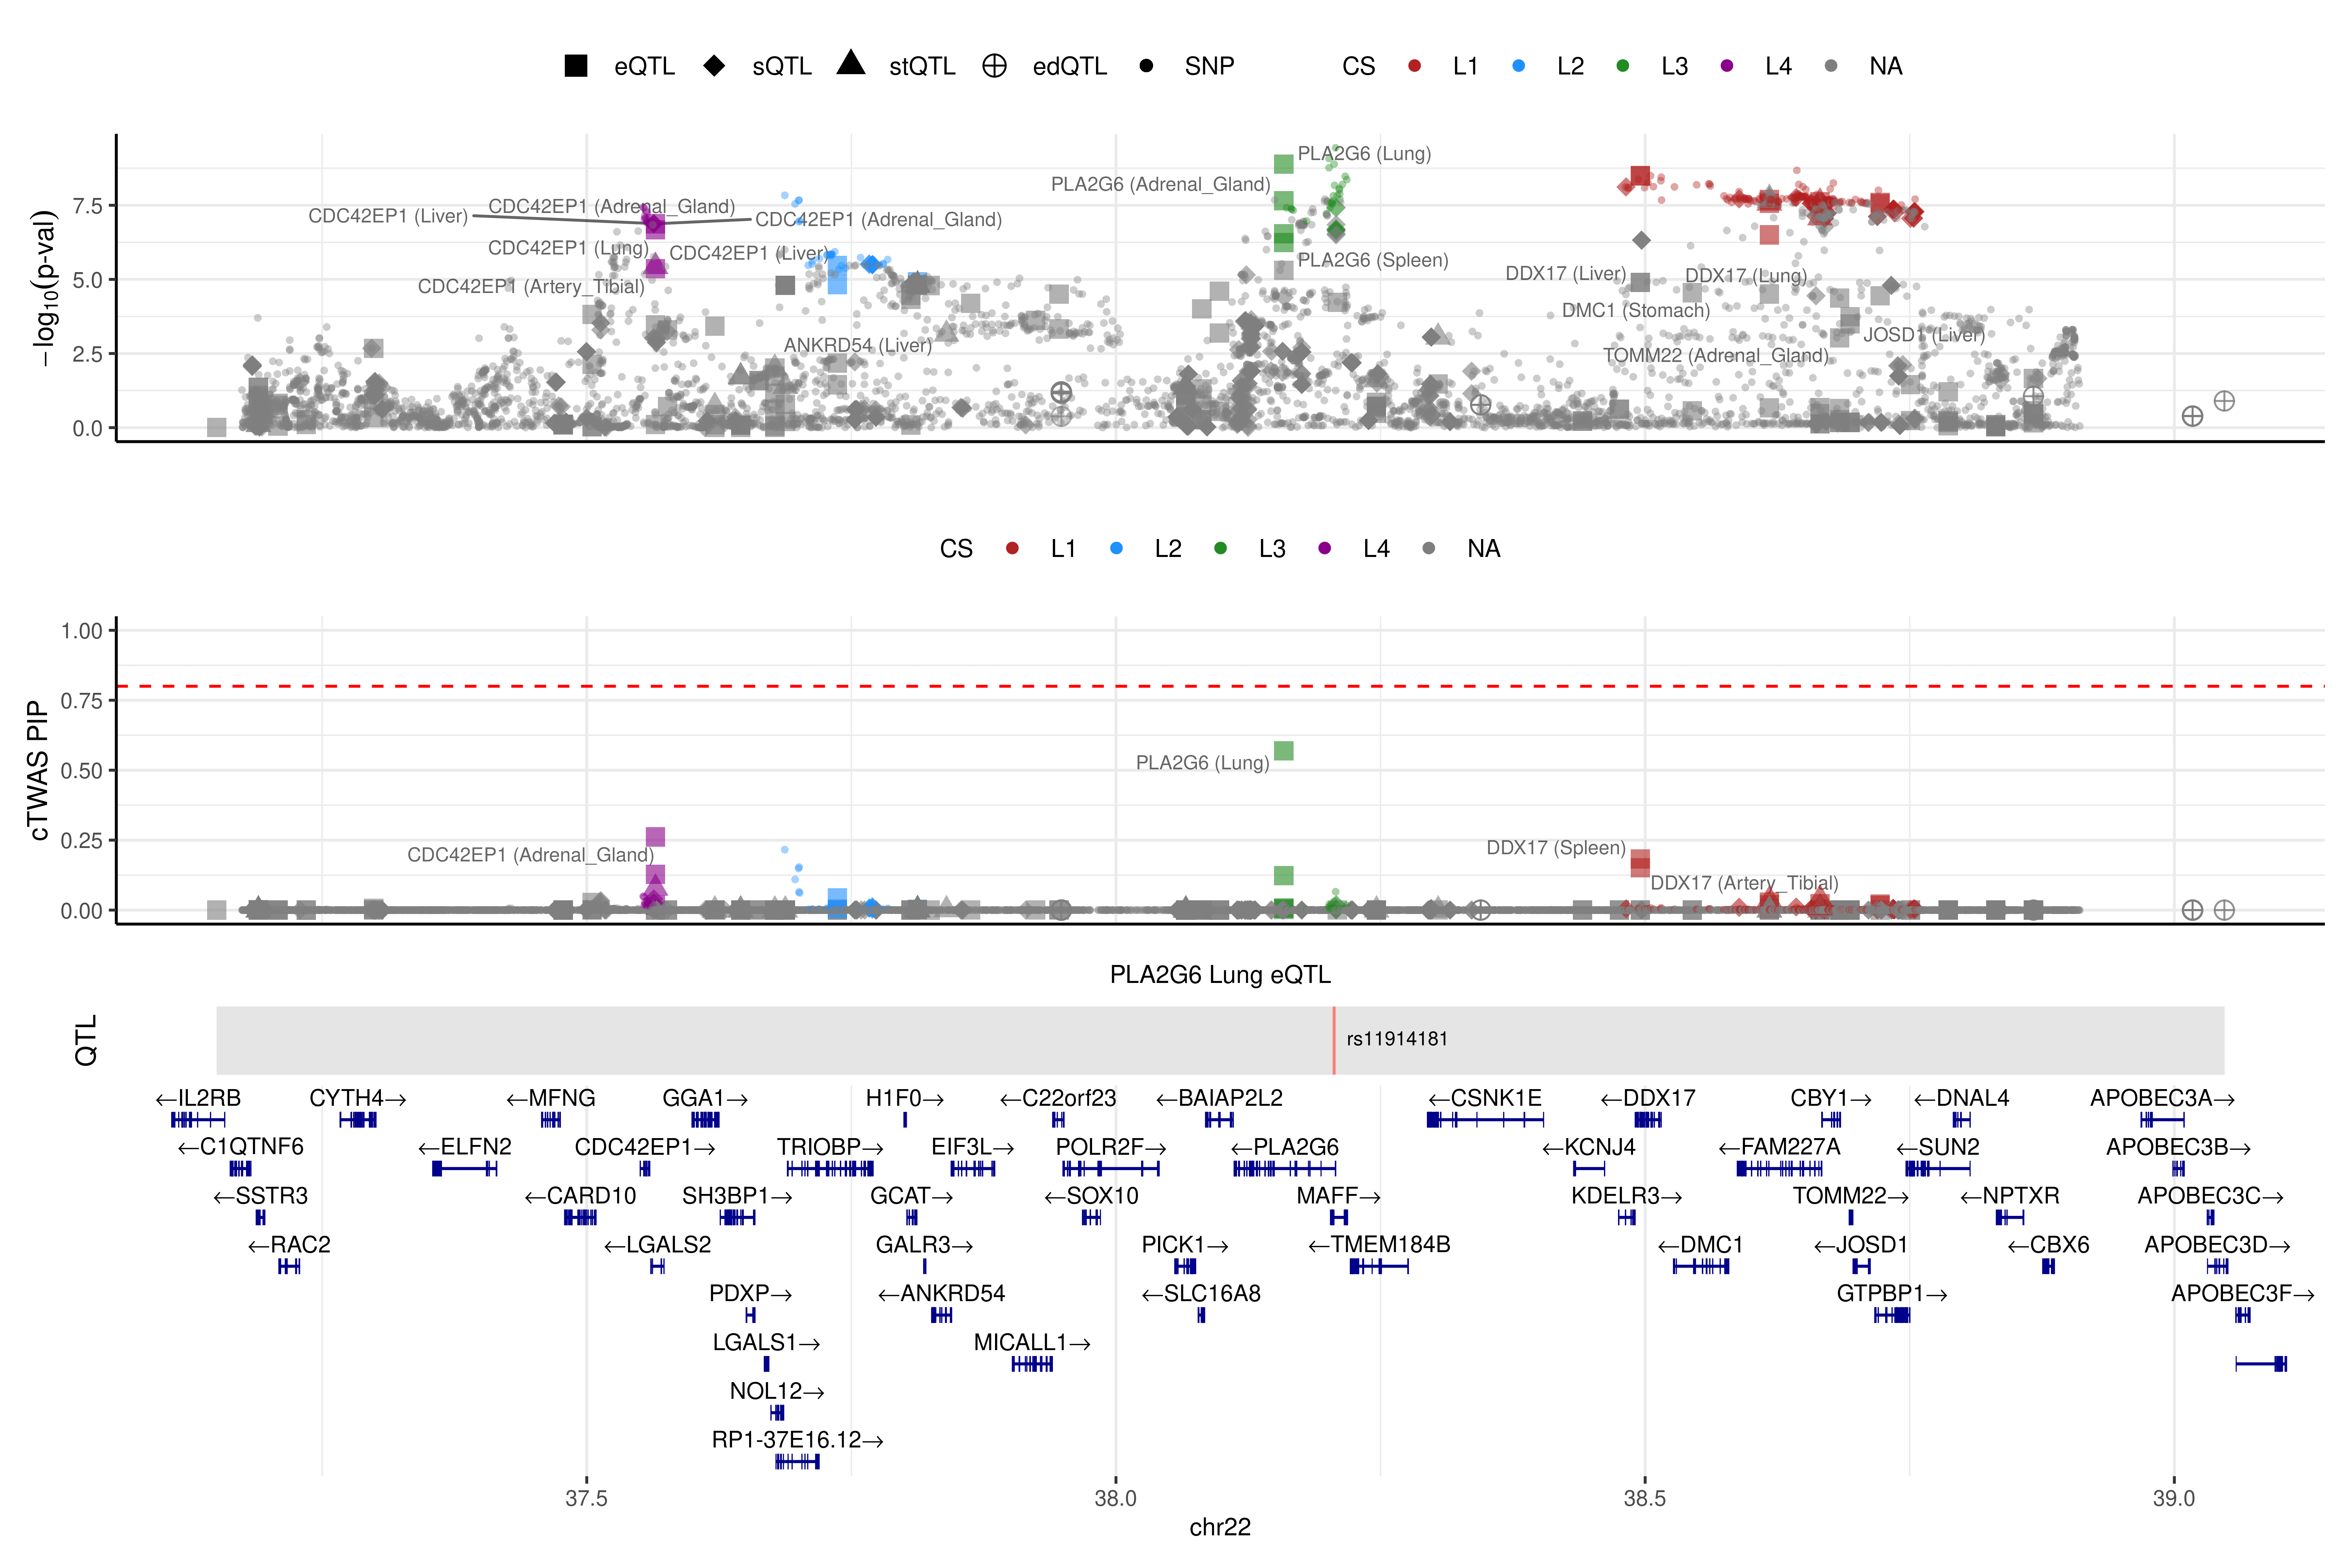 eQTL sQTL stQTL edQTL SNP CS L1 L2 L3 L4 NA
−log10(p-val)
7.5
5.0
2.5
0.0
PLA2G6 (Lung)
PLA2G6 (Adrenal_Gland)
CDC42EP1 (Adrenal_Gland)
CDC42EP1 (Liver)
CDC42EP1 (Adrenal_Gland)
CDC42EP1 (Lung)
CDC42EP1 (Liver)
PLA2G6 (Spleen)
CDC42EP1 (Artery_Tibial)
DDX17 (Liver)
DDX17 (Lung)
DMC1 (Stomach)
ANKRD54 (Liver)
JOSD1 (Liver)
TOMM22 (Adrenal_Gland)
CS L1 L2 L3 L4 NA
cTWAS PIP
1.00
0.75
0.50
0.25
0.00
PLA2G6 (Lung)
CDC42EP1 (Adrenal_Gland)
DDX17 (Spleen)
DDX17 (Artery_Tibial)
PLA2G6 Lung eQTL
QTL
rs11914181
←IL2RB CYTH4→ ←MFNG GGA1→ H1F0→ ←C22orf23 ←BAIAP2L2 ←CSNK1E ←DDX17 CBY1→ ←DNAL4 APOBEC3A→
←C1QTNF6 ←ELFN2 CDC42EP1→ TRIOBP→ EIF3L→ POLR2F→ ←PLA2G6 ←KCNJ4 ←FAM227A ←SUN2 APOBEC3B→
←SSTR3 ←CARD10 SH3BP1→ GCAT→ ←SOX10 MAFF→ KDELR3→ TOMM22→ ←NPTXR APOBEC3C→
←RAC2 ←LGALS2 GALR3→ PICK1→ ←TMEM184B ←DMC1 ←JOSD1 ←CBX6 APOBEC3D→
PDXP→ ←ANKRD54 ←SLC16A8 GTPBP1→ APOBEC3F→
LGALS1→ MICALL1→
NOL12→
RP1-37E16.12→
37.5 38.0 38.5 39.0
chr22